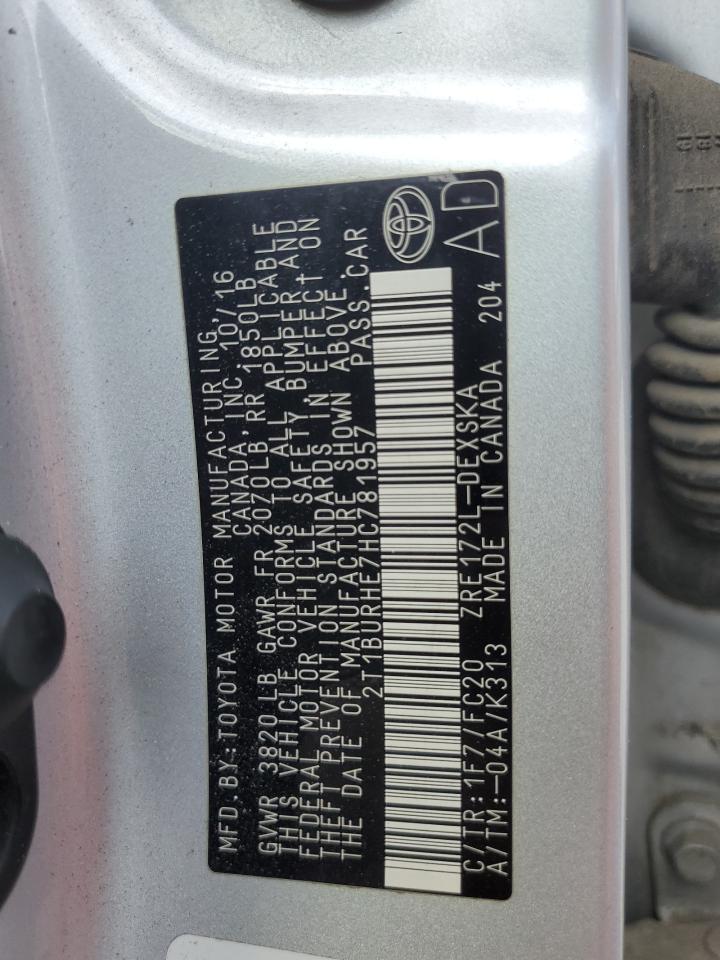 MFD. BY: TOYOTA MOTOR MANUFACTURING,
CANADA, INC. 10/16
GVWR 3820 LB GAWR FR 2070LB, RR 1850LB
THIS VEHICLE CONFORMS TO ALL APPLICABLE
FEDERAL MOTOR VEHICLE SAFETY, BUMPER, AND
THEFT PREVENTION STANDARDS IN EFFECT ON
THE DATE OF MANUFACTURE SHOWN ABOVE.
2T1BURHE7HC781957 PASS.CAR
C/TR: 1F7/FC20 ZRE172L-DEXSKA
A/TM:-04A/K313 MADE IN CANADA 204
AD